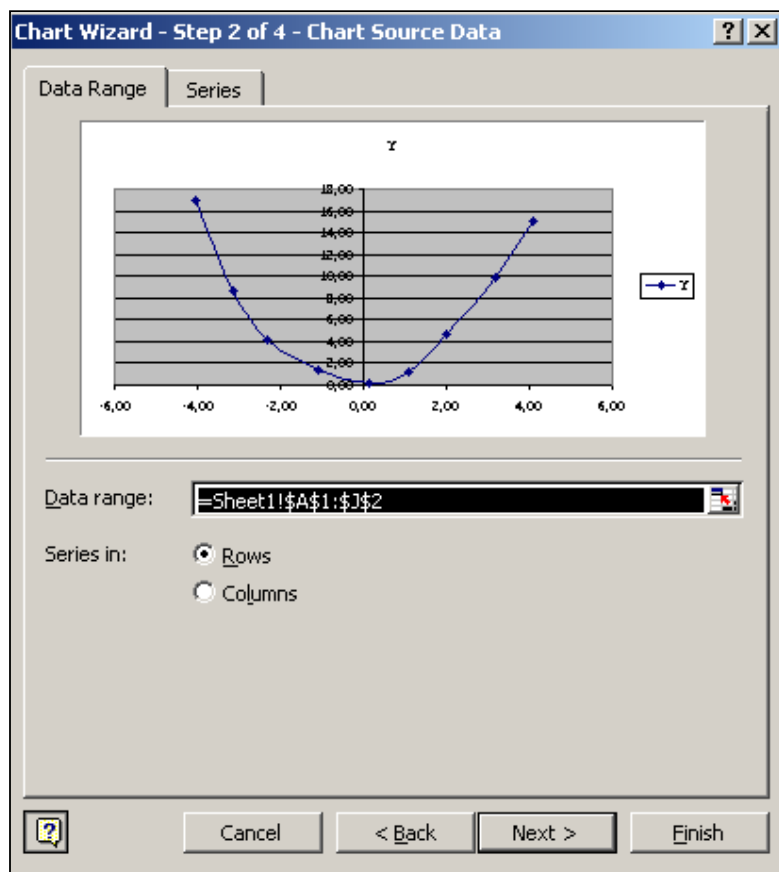 Chart Wizard - Step 2 of 4 - Chart Source Data
Data Range Series
Y
18,00
16,00
14,00
12,00
10,00
8,00
6,00
4,00
2,00
0,00
-6,00 -4,00 -2,00 0,00 2,00 4,00 6,00
Y
Data range: =Sheet1!$A$1:$J$2
Series in: Rows
Columns
Cancel < Back Next > Finish